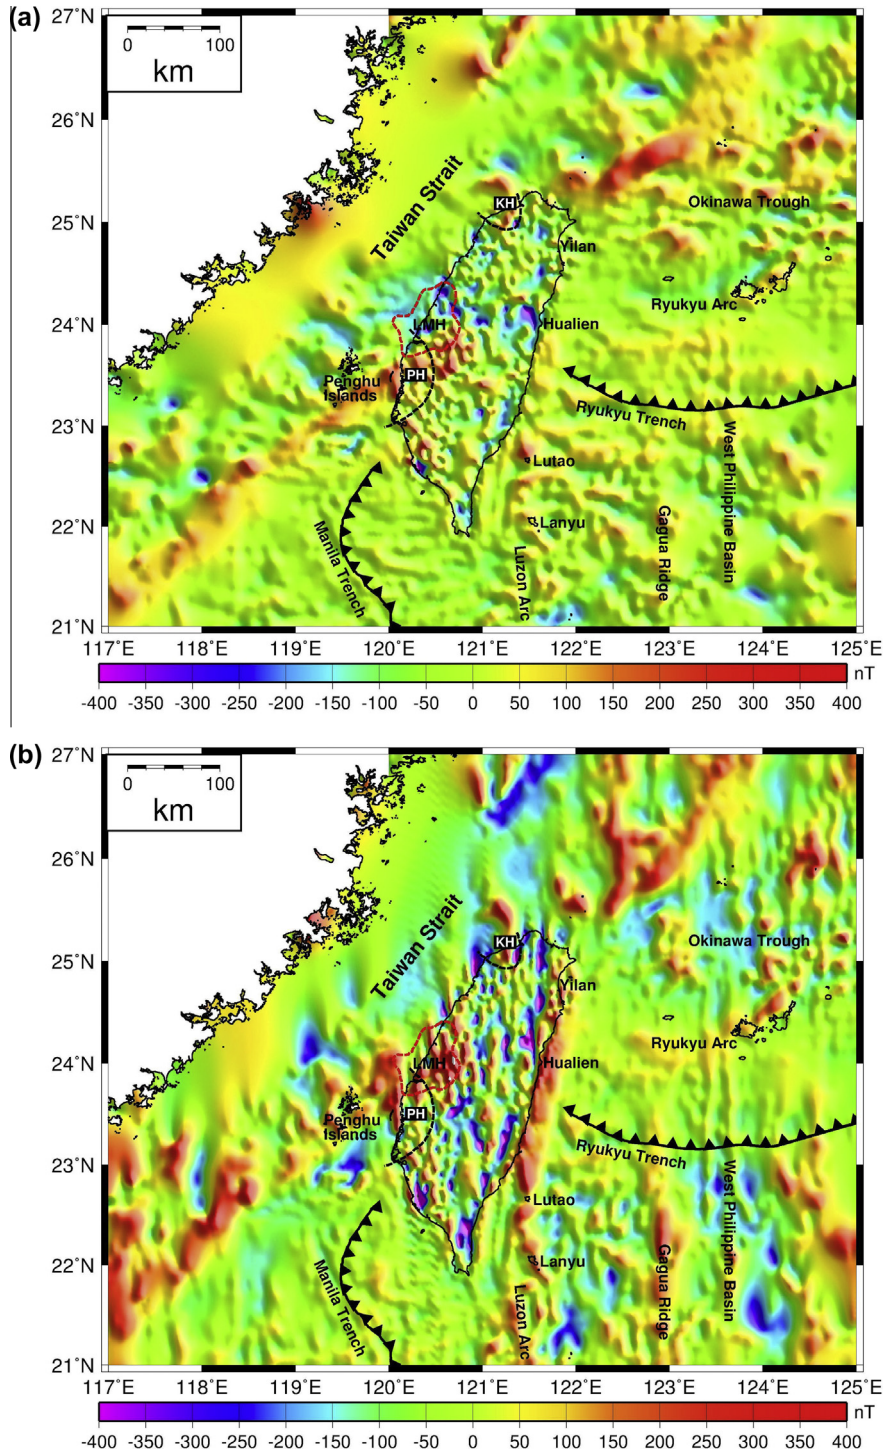 (a)
27°N
26°N
25°N
24°N
23°N
22°N
21°N
0 100
km
Taiwan Strait
KH
Yilan
Okinawa Trough
Ryukyu Arc
LMH
Hualien
PH
Penghu
Islands
Ryukyu Trench
West Philippine Basin
Lutao
Lanyu
Manila Trench
Luzon Arc
Gagua Ridge
117°E 118°E 119°E 120°E 121°E 122°E 123°E 124°E 125°E
nT
-400 -350 -300 -250 -200 -150 -100 -50 0 50 100 150 200 250 300 350 400
(b)
27°N
26°N
25°N
24°N
23°N
22°N
21°N
0 100
km
Taiwan Strait
KH
Yilan
Okinawa Trough
Ryukyu Arc
LMH
Hualien
PH
Penghu
Islands
Ryukyu Trench
West Philippine Basin
Lutao
Lanyu
Manila Trench
Luzon Arc
Gagua Ridge
117°E 118°E 119°E 120°E 121°E 122°E 123°E 124°E 125°E
nT
-400 -350 -300 -250 -200 -150 -100 -50 0 50 100 150 200 250 300 350 400